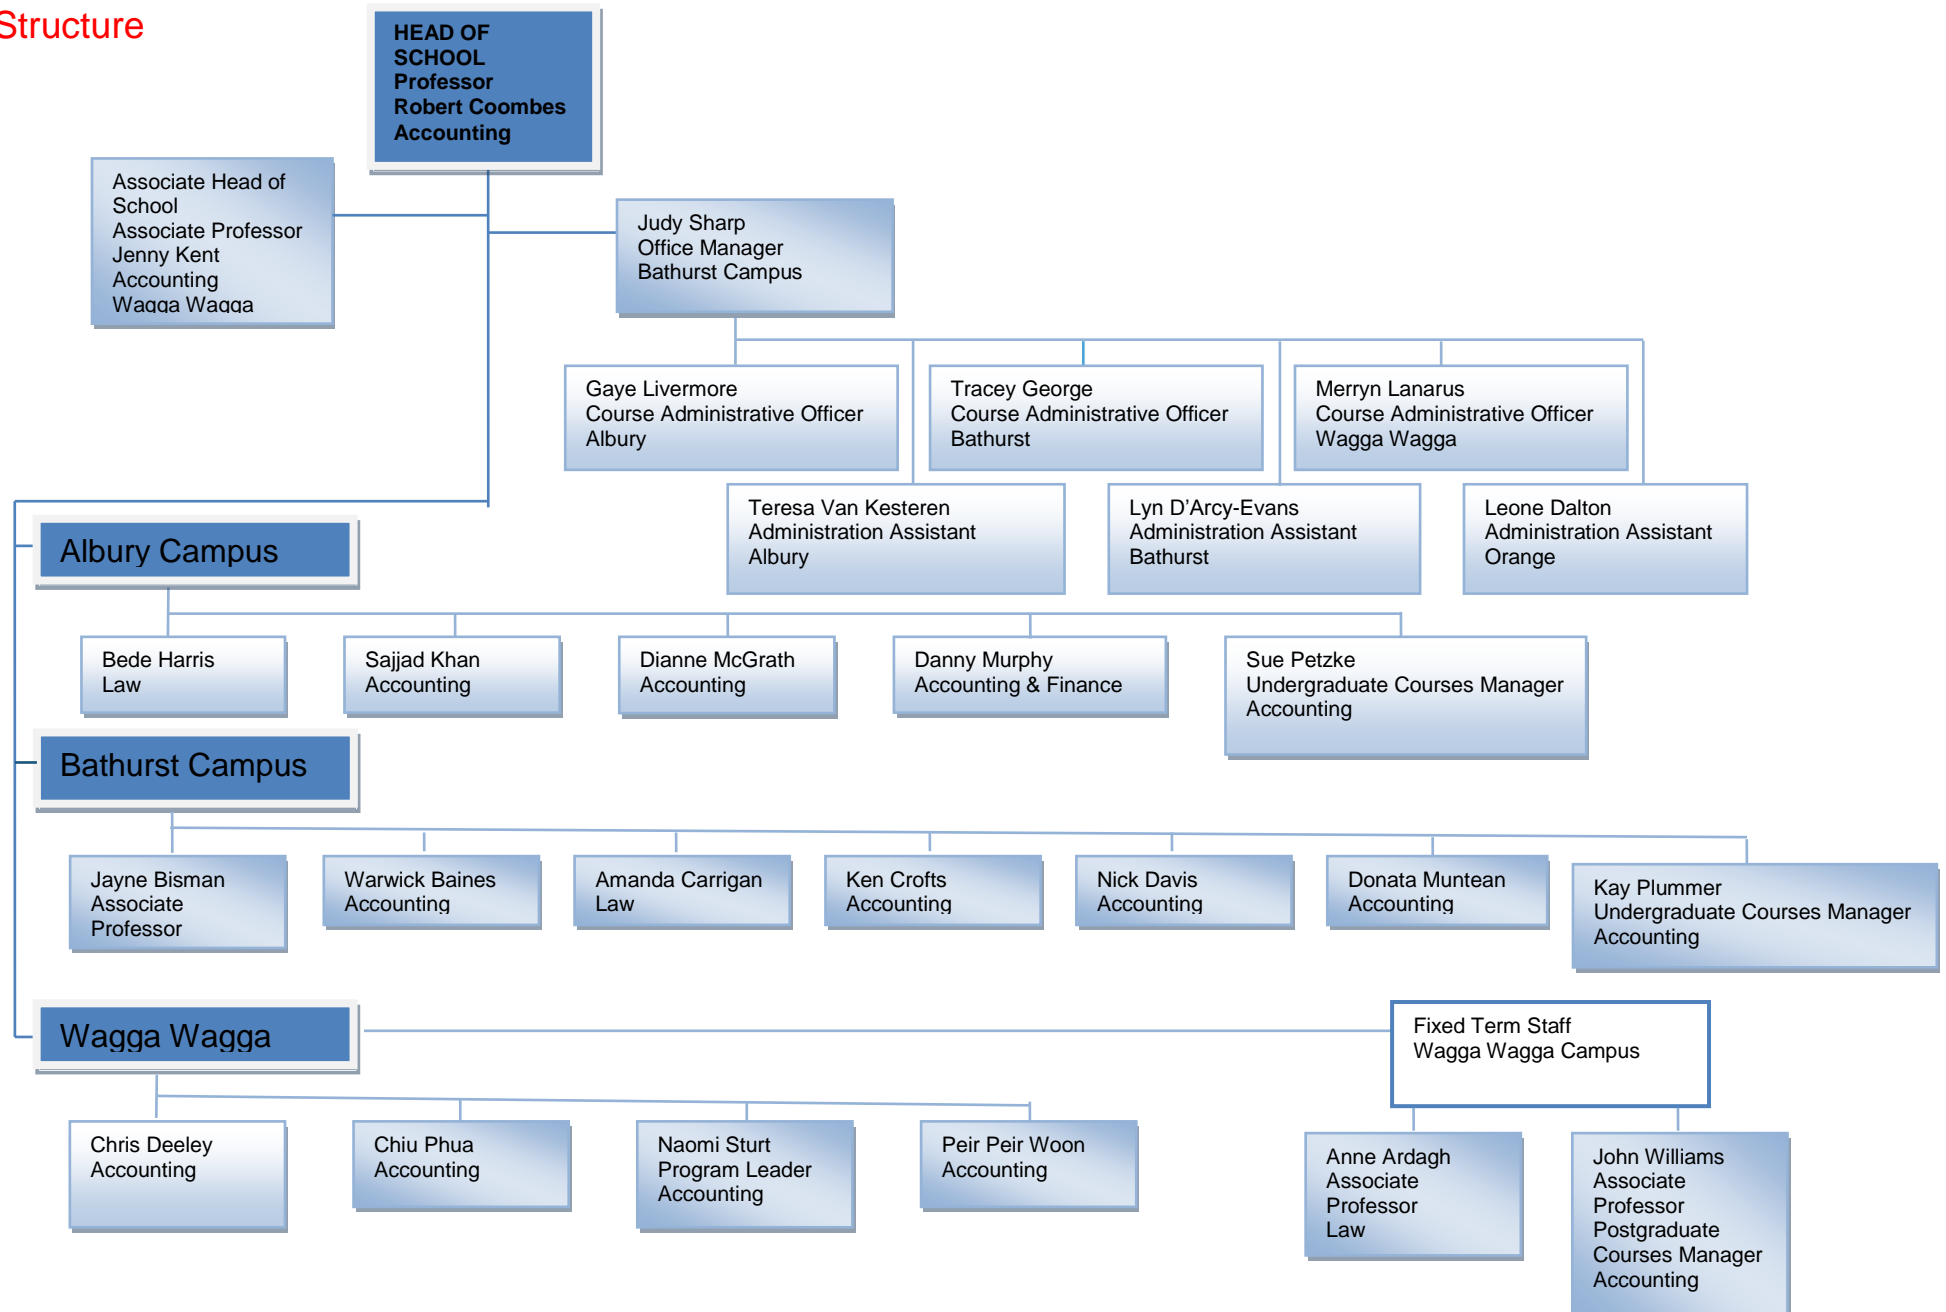 Structure
HEAD OF
SCHOOL
Professor
Robert Coombes
Accounting
Associate Head of
School
Associate Professor
Jenny Kent
Accounting
Wagga Wagga
Judy Sharp
Office Manager
Bathurst Campus
Gaye Livermore
Course Administrative Officer
Albury
Tracey George
Course Administrative Officer
Bathurst
Merryn Lanarus
Course Administrative Officer
Wagga Wagga
Teresa Van Kesteren
Administration Assistant
Albury
Lyn D’Arcy-Evans
Administration Assistant
Bathurst
Leone Dalton
Administration Assistant
Orange
Albury Campus
Bede Harris
Law
Sajjad Khan
Accounting
Dianne McGrath
Accounting
Danny Murphy
Accounting & Finance
Sue Petzke
Undergraduate Courses Manager
Accounting
Bathurst Campus
Jayne Bisman
Associate
Professor
Warwick Baines
Accounting
Amanda Carrigan
Law
Ken Crofts
Accounting
Nick Davis
Accounting
Donata Muntean
Accounting
Kay Plummer
Undergraduate Courses Manager
Accounting
Wagga Wagga
Fixed Term Staff
Wagga Wagga Campus
Chris Deeley
Accounting
Chiu Phua
Accounting
Naomi Sturt
Program Leader
Accounting
Peir Peir Woon
Accounting
Anne Ardagh
Associate
Professor
Law
John Williams
Associate
Professor
Postgraduate
Courses Manager
Accounting